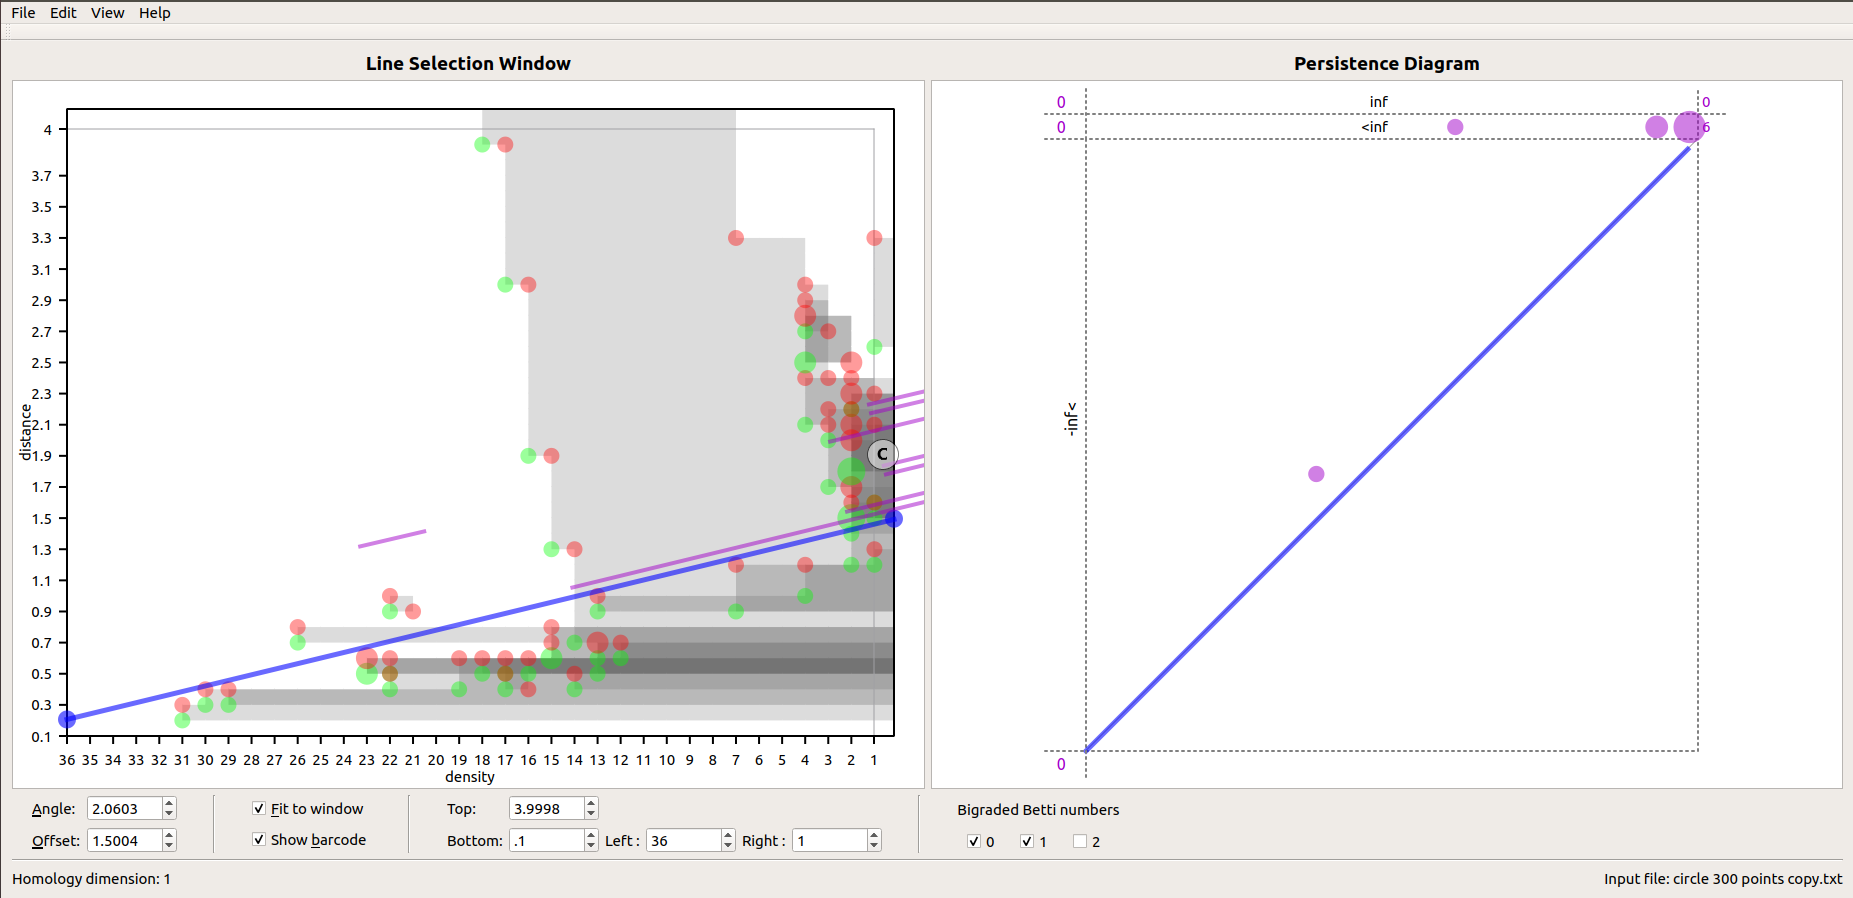 File Edit View Help
Line Selection Window
Persistence Diagram
4
3.7
3.5
3.3
3.1
2.9
2.7
2.5
2.3
2.1
1.9
1.7
1.5
1.3
1.1
0.9
0.7
0.5
0.3
0.1
distance
C
36 35 34 33 32 31 30 29 28 27 26 25 24 23 22 21 20 19 18 17 16 15 14 13 12 11 10 9 8 7 6 5 4 3 2 1
density
0 inf 0
0 <inf 6
-inf <
0
Angle: 2.0603
Offset: 1.5004
Fit to window
Show barcode
Top: 3.9998
Bottom: .1 Left : 36 Right : 1
Bigraded Betti numbers
0 1 2
Homology dimension: 1
Input file: circle 300 points copy.txt